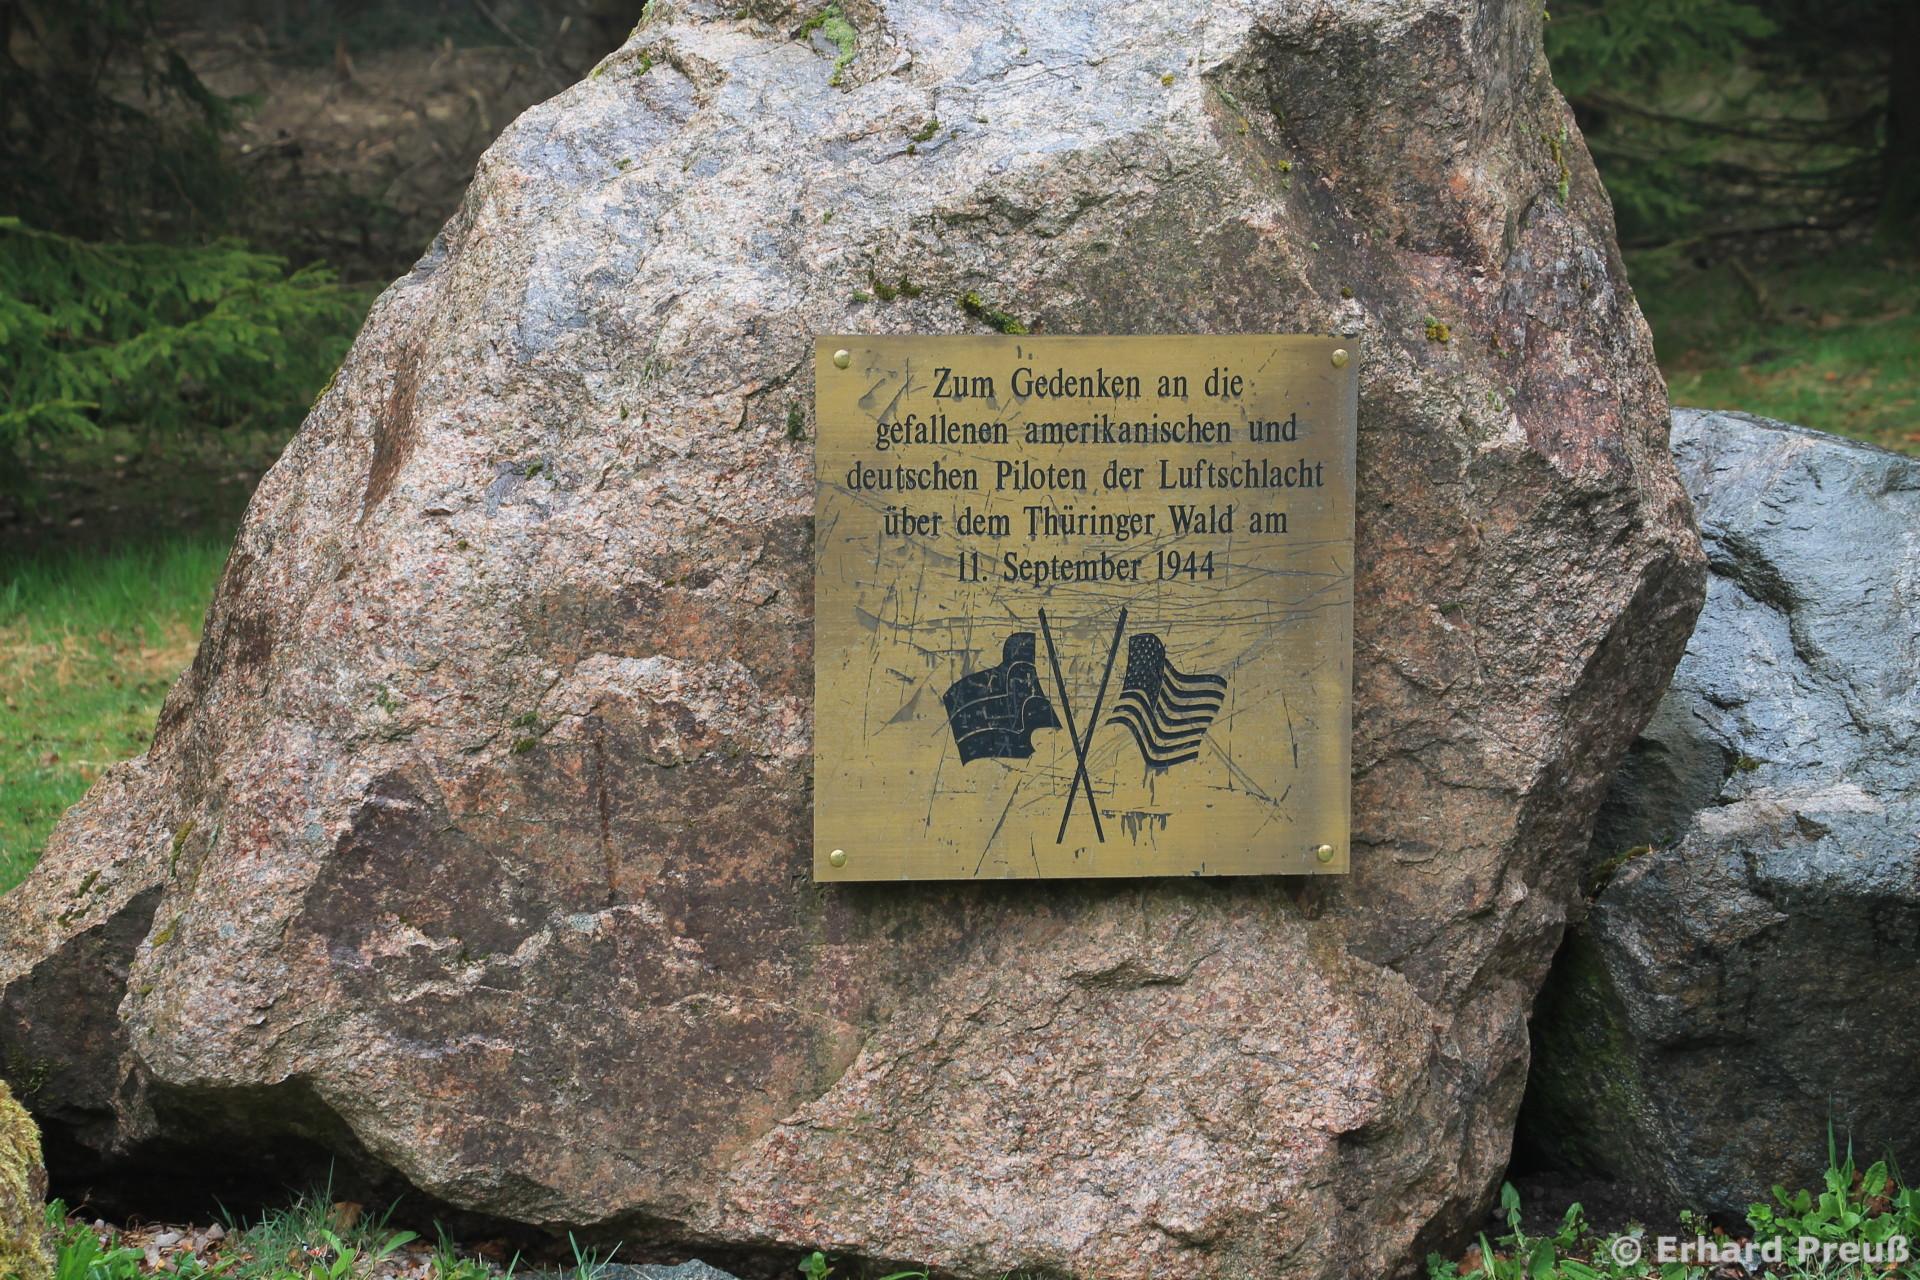 Zum Gedenken an die
gefallenen amerikanischen und
deutschen Piloten der Luftschlacht
über dem Thüringer Wald am
11. September 1944
© Erhard Preuß